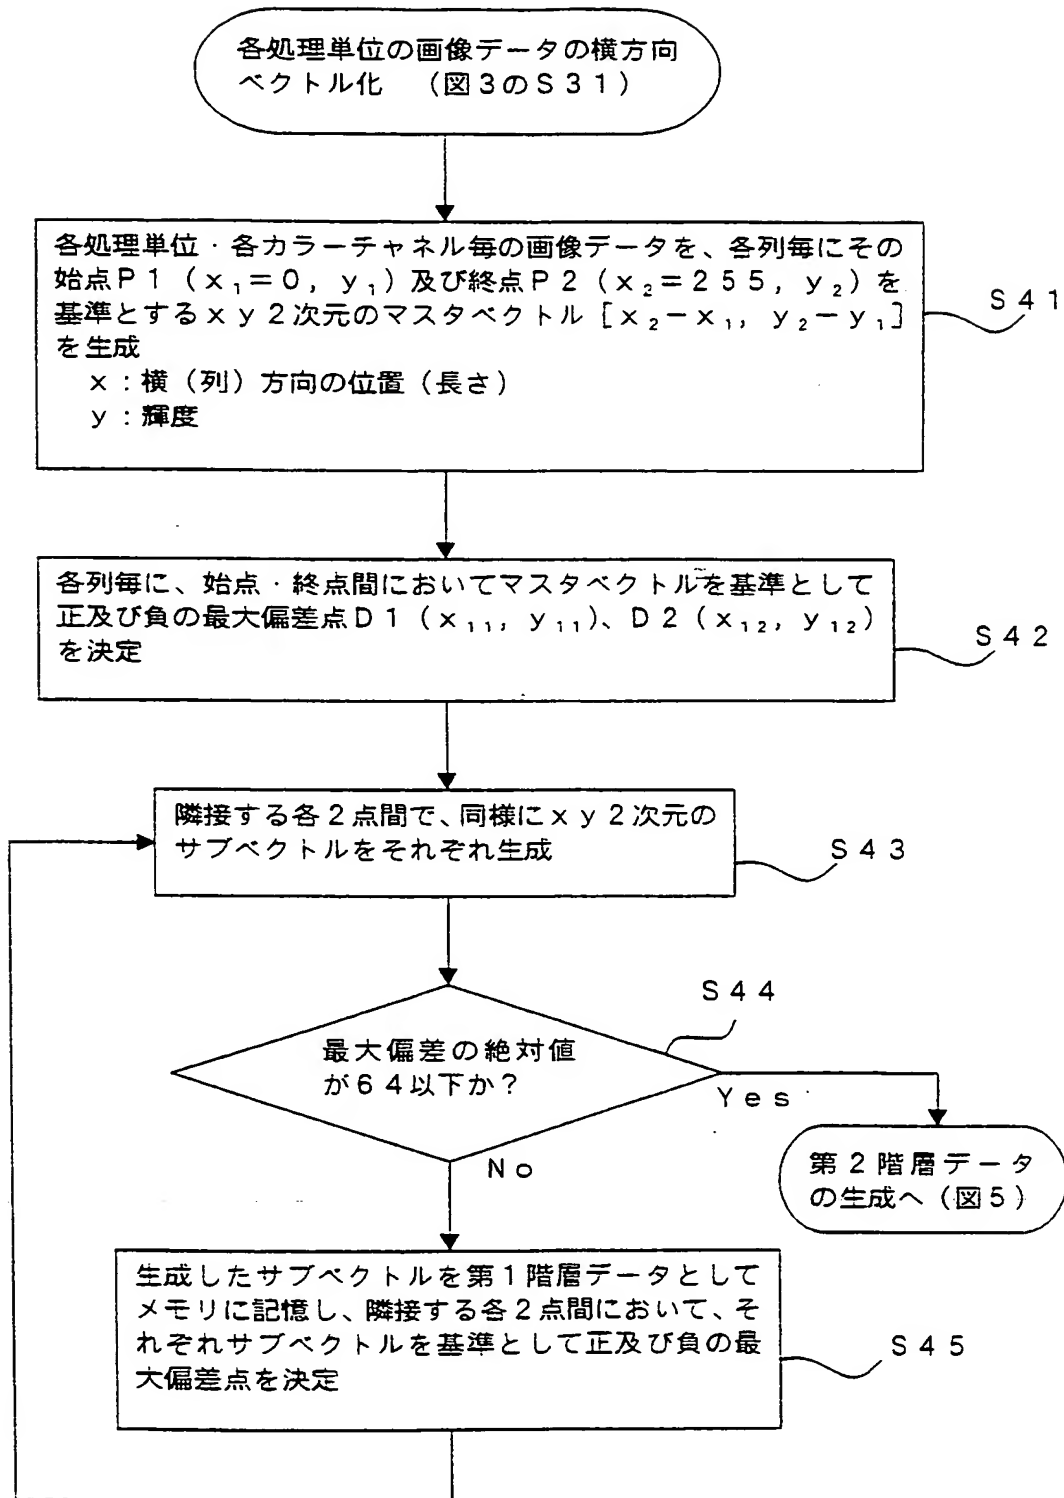 各処理単位の画像データの横方向
ベクトル化 （図３のＳ３１）
各処理単位・各カラーチャネル毎の画像データを、各列毎にその
始点Ｐ１（ｘ₁＝０，ｙ₁）及び終点Ｐ２（ｘ₂＝２５５，ｙ₂）を
基準とするｘｙ２次元のマスタベクトル［ｘ₂－ｘ₁，ｙ₂－ｙ₁］
を生成
ｘ：横（列）方向の位置（長さ）
ｙ：輝度
Ｓ４１
各列毎に、始点・終点間においてマスタベクトルを基準として
正及び負の最大偏差点Ｄ１（ｘ₁₁，ｙ₁₁）、Ｄ２（ｘ₁₂，ｙ₁₂）
を決定
Ｓ４２
隣接する各２点間で、同様にｘｙ２次元の
サブベクトルをそれぞれ生成
Ｓ４３
Ｓ４４
最大偏差の絶対値
が６４以下か？
Ｙｅｓ
Ｎｏ
第２階層データ
の生成へ（図５）
生成したサブベクトルを第１階層データとして
メモリに記憶し、隣接する各２点間において、そ
れぞれサブベクトルを基準として正及び負の最
大偏差点を決定
Ｓ４５